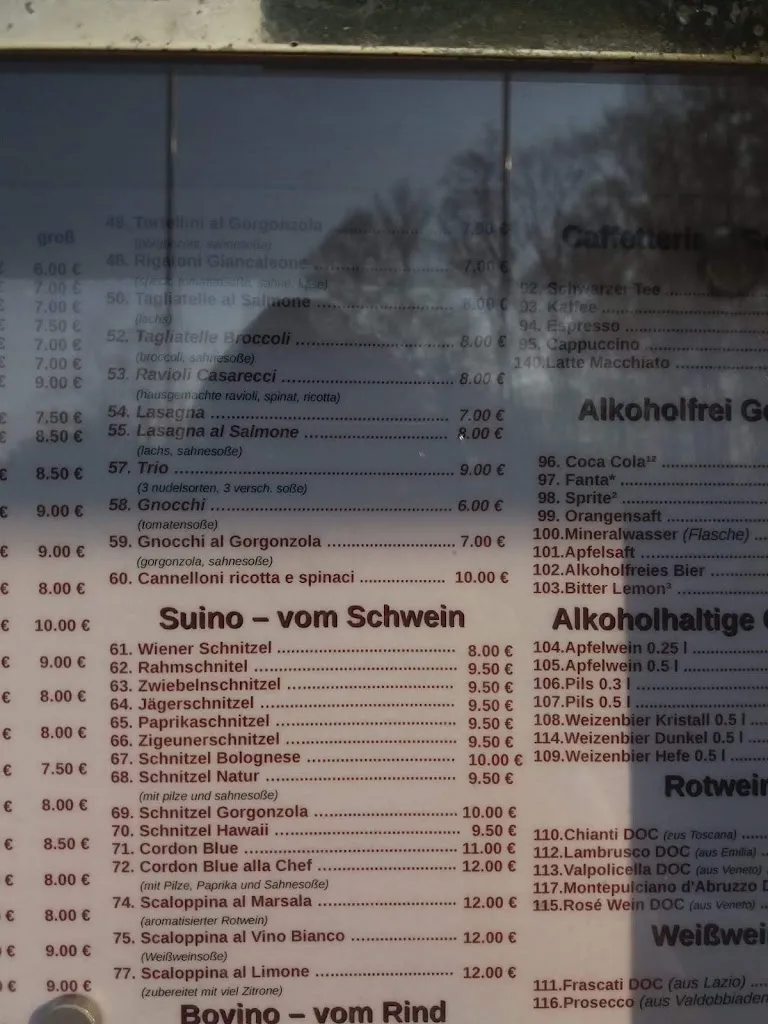 groß
6.00 €
7.00 €
7.00 €
7.50 €
7.00 €
7.00 €
9.00 €
7.50 €
€ 8.50 €
€ 8.50 €
€ 9.00 €
€ 9.00 €
€ 8.00 €
€ 10.00 €
€ 9.00 €
€ 8.00 €
€ 8.00 €
€ 7.50 €
€ 8.00 €
€ 8.50 €
€ 8.00 €
€ 8.00 €
€ 9.00 €
€ 9.00 €
Tortellini al Gorgonzola 7.50 €
(gorgonzola, sahnesoße)
Rigatoni Giancaleone 7.00 €
50. Tagliatelle al Salmone 8.00 €
(lachs)
52. Tagliatelle Broccoli 8.00 €
(broccoli, sahnesoße)
53. Ravioli Casarecci 8.00 €
(hausgemachte ravioli, spinat, ricotta)
54. Lasagna 7.00 €
55. Lasagna al Salmone 8.00 €
(lachs, sahnesoße)
57. Trio 9.00 €
(3 nudelsorten, 3 versch. soße)
58. Gnocchi 6.00 €
(tomatensoße)
59. Gnocchi al Gorgonzola 7.00 €
(gorgonzola, sahnesoße)
60. Cannelloni ricotta e spinaci 10.00 €
Suino – vom Schwein
61. Wiener Schnitzel 8.00 €
62. Rahmschnitel 9.50 €
63. Zwiebelnschnitzel 9.50 €
64. Jägerschnitzel 9.50 €
65. Paprikaschnitzel 9.50 €
66. Zigeunerschnitzel 9.50 €
67. Schnitzel Bolognese 10.00 €
68. Schnitzel Natur 9.50 €
(mit pilze und sahnesoße)
69. Schnitzel Gorgonzola 10.00 €
70. Schnitzel Hawaii 9.50 €
71. Cordon Blue 11.00 €
72. Cordon Blue alla Chef 12.00 €
(mit Pilze, Paprika und Sahnesoße)
74. Scaloppina al Marsala 12.00 €
(aromatisierter Rotwein)
75. Scaloppina al Vino Bianco 12.00 €
(Weißweinsoße)
77. Scaloppina al Limone 12.00 €
(zubereitet mit viel Zitrone)
Bovino – vom Rind
Caffetteria
92. Schwarzer Tee
93. Kaffee
94. Espresso
95. Cappuccino
140.Latte Macchiato
Alkoholfrei Ge
96. Coca Cola¹²
97. Fanta*
98. Sprite²
99. Orangensaft
100.Mineralwasser (Flasche)
101.Apfelsaft
102.Alkoholfreies Bier
103.Bitter Lemon³
Alkoholhaltige
104.Apfelwein 0.25 l
105.Apfelwein 0.5 l
106.Pils 0.3 l
107.Pils 0.5 l
108.Weizenbier Kristall 0.5 l
114.Weizenbier Dunkel 0.5 l
109.Weizenbier Hefe 0.5 l
Rotwein
110.Chianti DOC (zus Toscana)
112.Lambrusco DOC (aus Emilia)
113.Valpolicella DOC (aus Veneto)
117.Montepulciano d'Abruzzo D
115.Rosé Wein DOC (aus Veneto)
Weißwei
111.Frascati DOC (aus Lazio)
116.Prosecco (aus Valdobbiaden